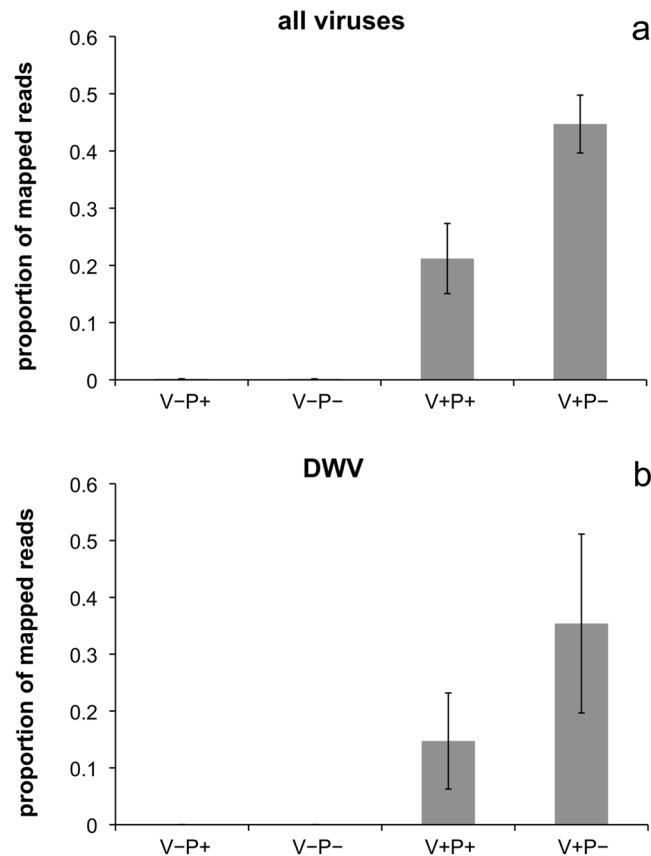 all viruses
a
proportion of mapped reads
0.6
0.5
0.4
0.3
0.2
0.1
0
V−P+ V−P− V+P+ V+P−
DWV
b
proportion of mapped reads
0.6
0.5
0.4
0.3
0.2
0.1
0
V−P+ V−P− V+P+ V+P−